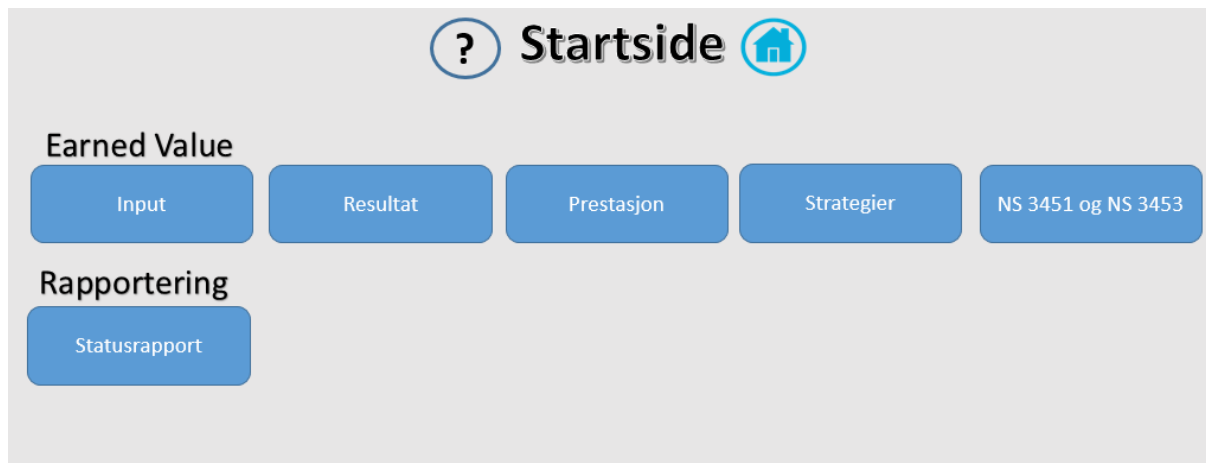 ? Startside
Earned Value
Input Resultat Prestasjon Strategier NS 3451 og NS 3453
Rapportering
Statusrapport